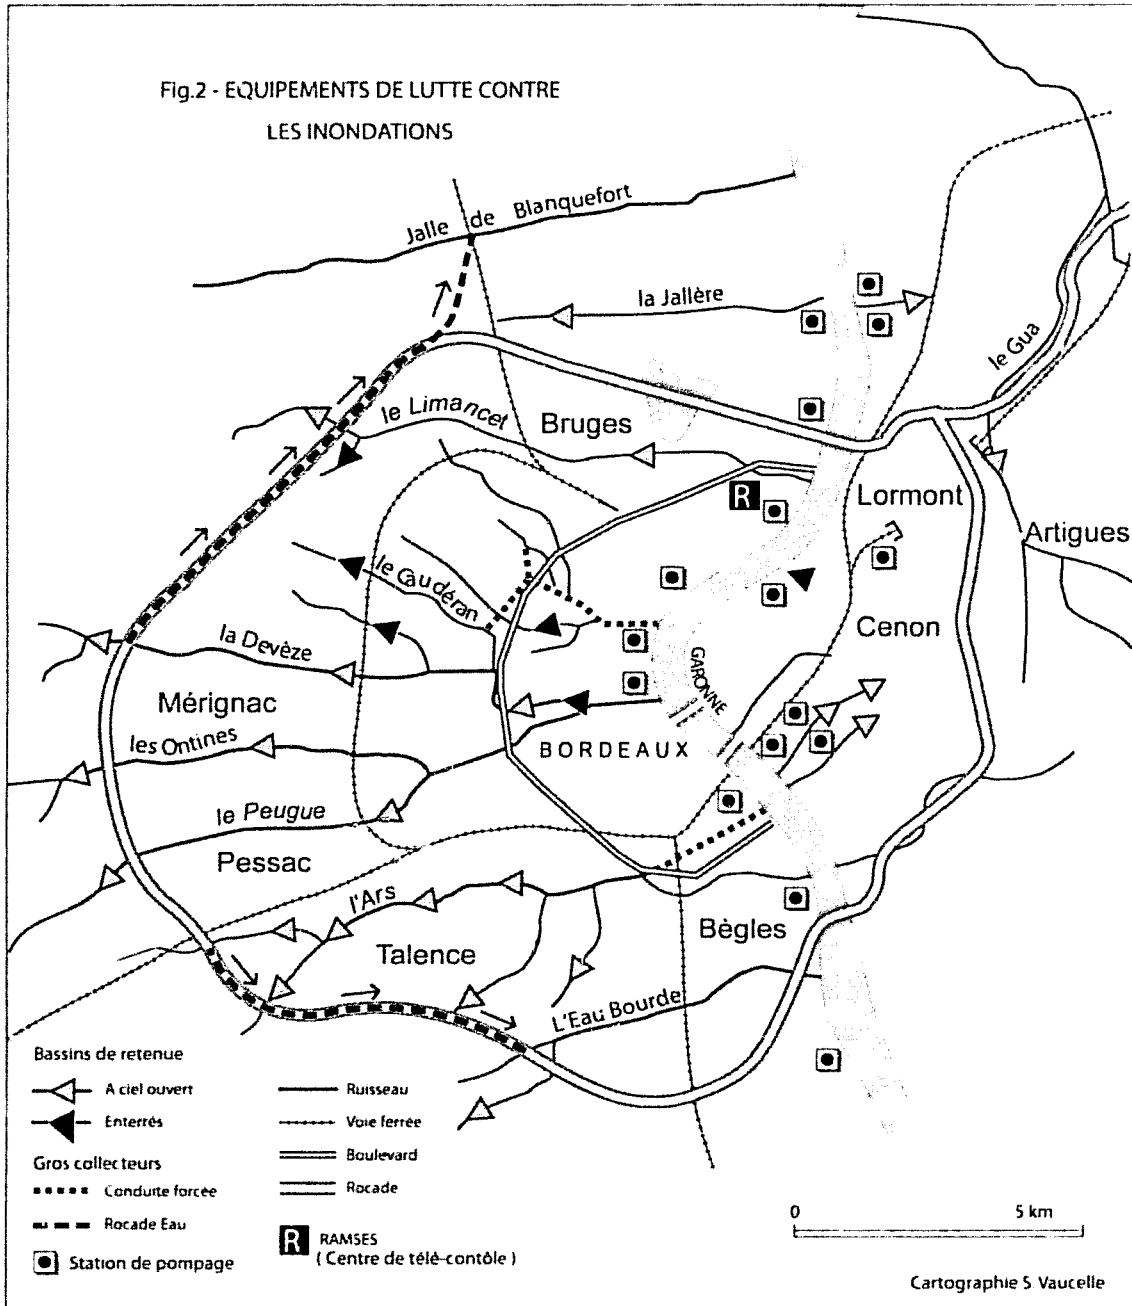 Fig.2 - EQUIPEMENTS DE LUTTE CONTRE
LES INONDATIONS
Jalle de Blanquefort
la Jallère
le Gua
le Limancet
Bruges
R
Lormont
Artigues
le Caudéran
Cenon
la Devèze
GARONNE
Mérignac
les Ontines
BORDEAUX
le Peugue
Pessac
l'Ars
Talence
Bègles
L'Eau Bourde
Bassins de retenue
A ciel ouvert
Enterrés
Gros collecteurs
Conduite forcée
Rocade Eau
Station de pompage
Ruisseau
Voie ferrée
Boulevard
Rocade
R RAMSES
( Centre de télé-contôle )
0 5 km
Cartographie S. Vaucelle